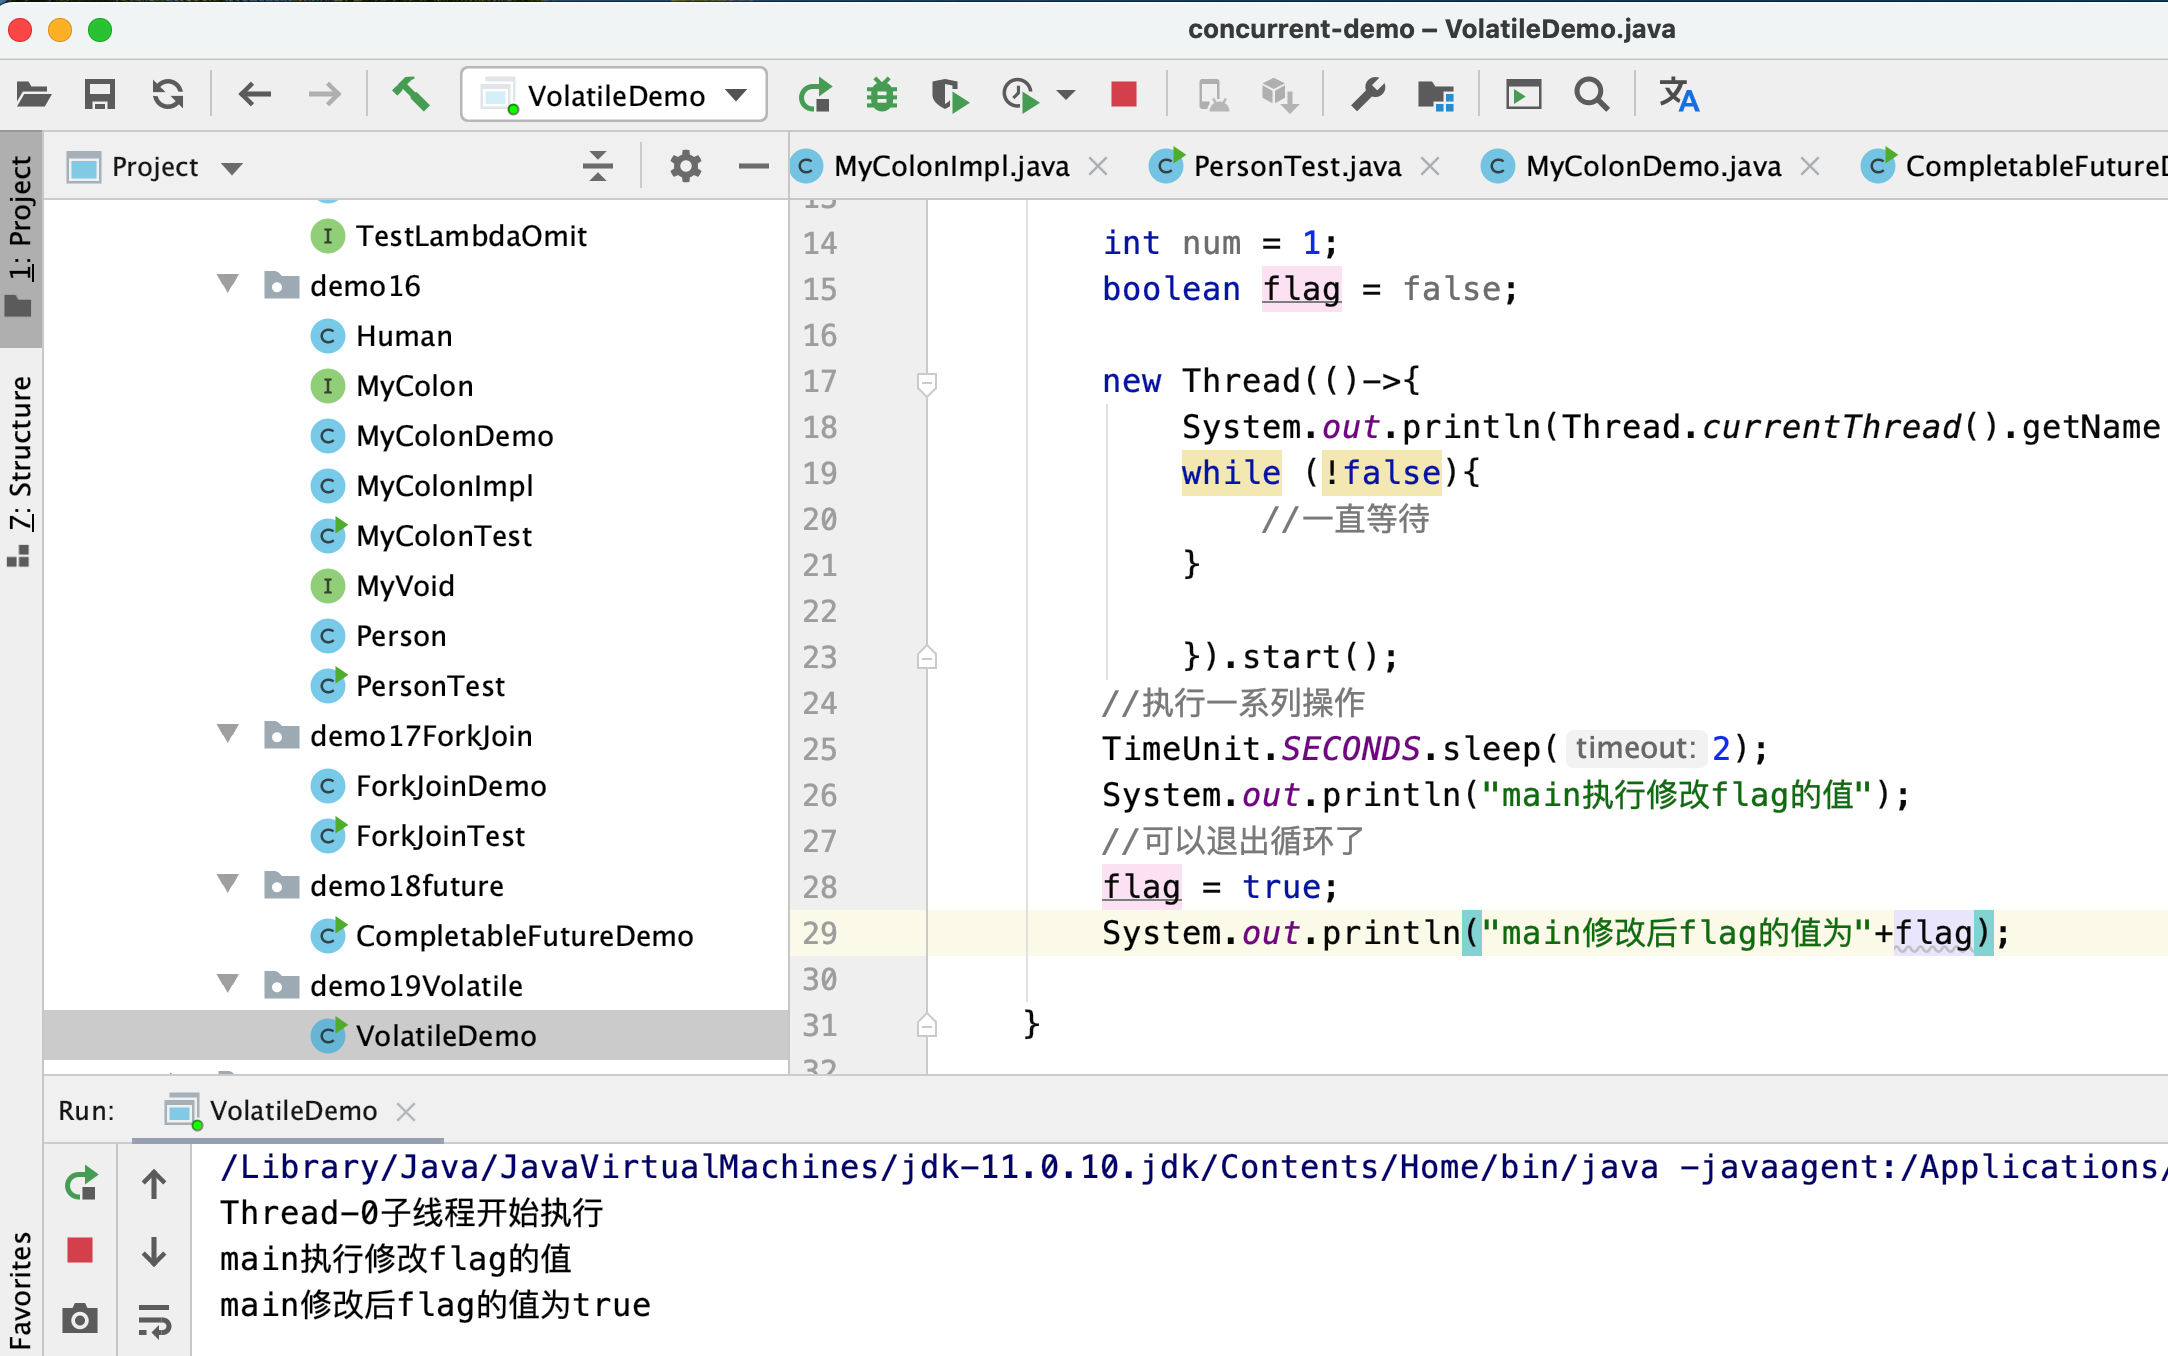 concurrent-demo – VolatileDemo.java
VolatileDemo
Project
MyColonImpl.java
PersonTest.java
MyColonDemo.java
1: Project
7: Structure
Favorites
TestLambdaOmit
demo16
Human
MyColon
MyColonDemo
MyColonImpl
MyColonTest
MyVoid
Person
PersonTest
demo17ForkJoin
ForkJoinDemo
ForkJoinTest
demo18future
CompletableFutureDemo
demo19Volatile
VolatileDemo
14 int num = 1;
15 boolean flag = false;
16
17 new Thread(()->{
18 System.out.println(Thread.currentThread().getName
19 while (!false){
20 //一直等待
21 }
22
23 }).start();
24 //执行一系列操作
25 TimeUnit.SECONDS.sleep( timeout: 2);
26 System.out.println("main执行修改flag的值");
27 //可以退出循环了
28 flag = true;
29 System.out.println("main修改后flag的值为"+flag);
30
31 }
32
Run: VolatileDemo
/Library/Java/JavaVirtualMachines/jdk-11.0.10.jdk/Contents/Home/bin/java -javaagent:/Applications/
Thread-0子线程开始执行
main执行修改flag的值
main修改后flag的值为true